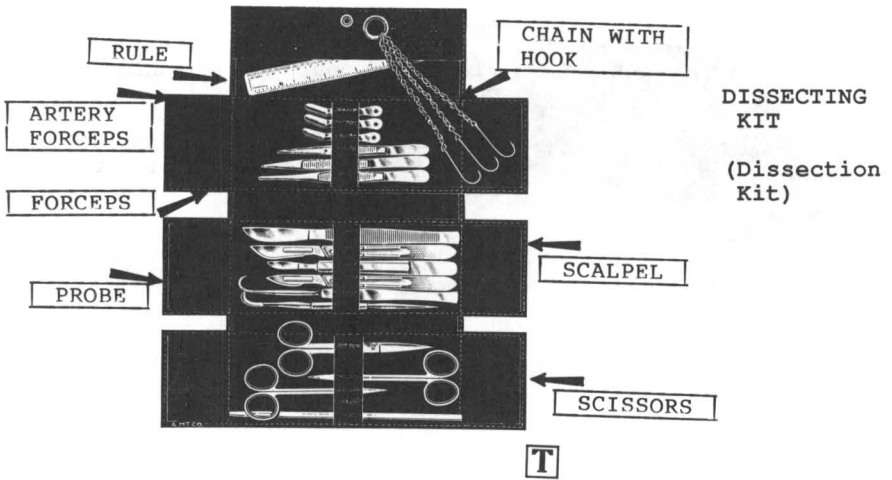 RULE
CHAIN WITH
HOOK
ARTERY
FORCEPS
DISSECTING
KIT
(Dissection
Kit)
FORCEPS
SCALPEL
PROBE
SCISSORS
T